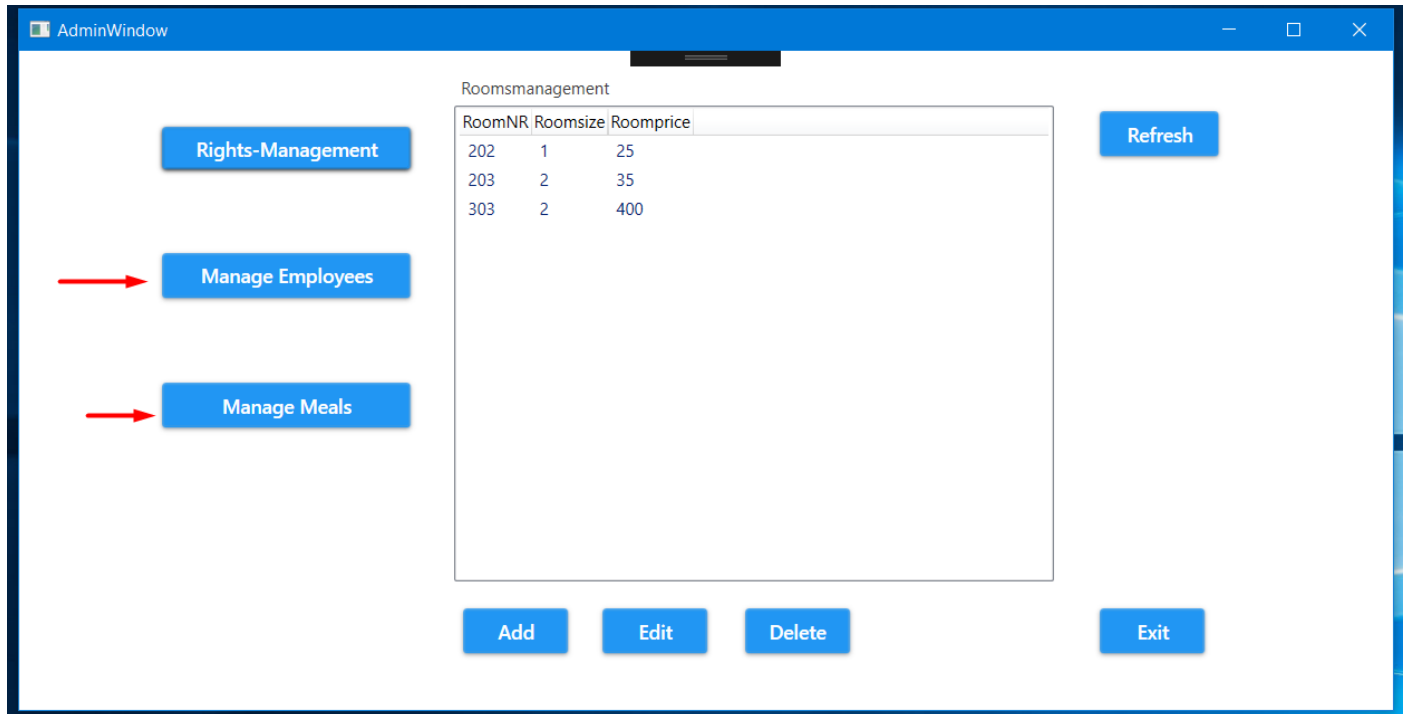 AdminWindow
Roomsmanagement
RoomNR Roomsize Roomprice
202 1 25
203 2 35
303 2 400
Rights-Management
Manage Employees
Manage Meals
Refresh
Add Edit Delete Exit